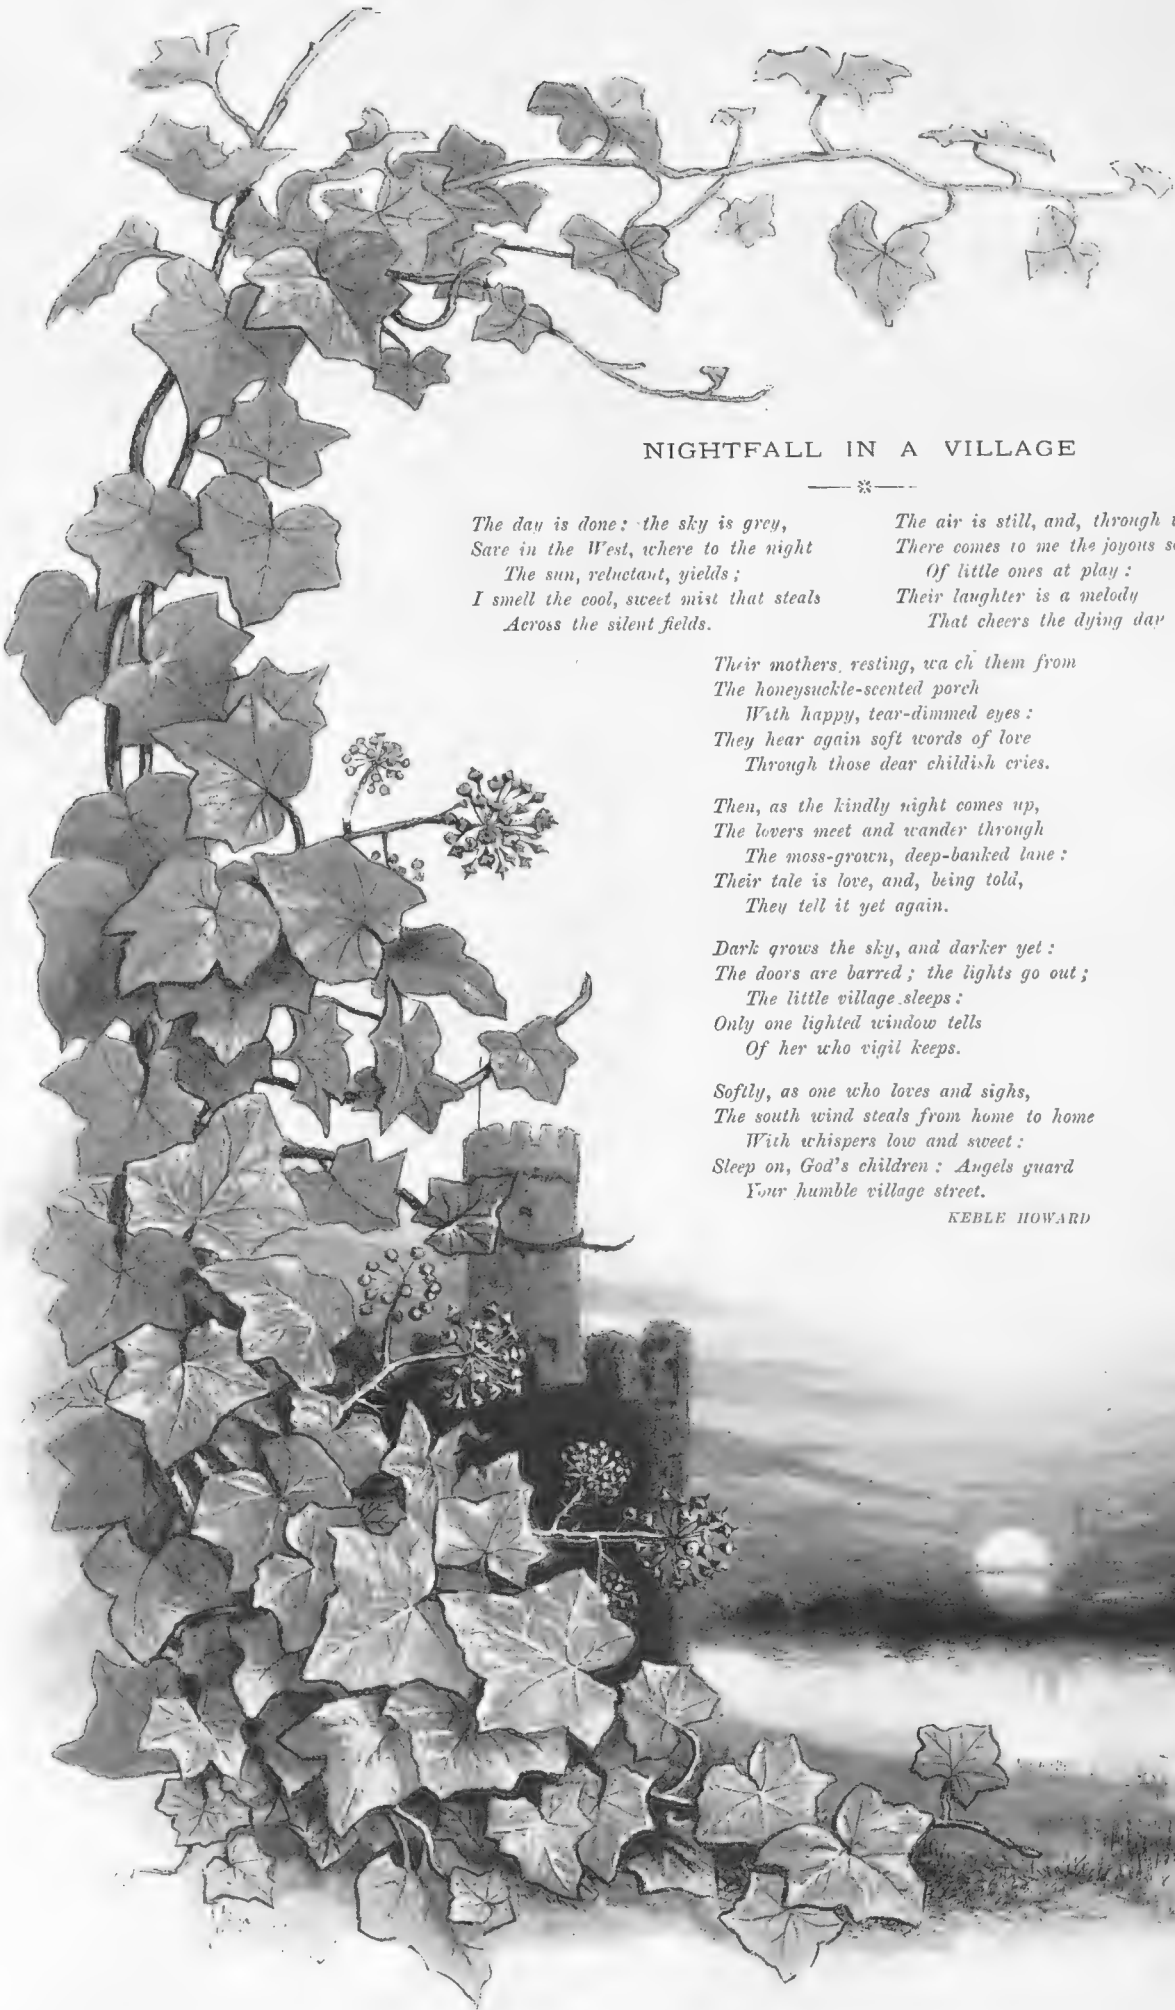 NIGHTFALL IN A VILLAGE
The day is done: the sky is grey,
Save in the West, where to the night
The sun, reluctant, yields;
I smell the cool, sweet mist that steals
Across the silent fields.
The air is still, and, through
There comes to me the joyous
Of little ones at play:
Their laughter is a melody
That cheers the dying day
Their mothers, resting, wa ch them from
The honeysuckle-scented porch
With happy, tear-dimmed eyes:
They hear again soft words of love
Through those dear childish cries.
Then, as the kindly night comes up,
The lovers meet and wander through
The moss-grown, deep-banked lane:
Their tale is love, and, being told,
They tell it yet again.
Dark grows the sky, and darker yet:
The doors are barred; the lights go out;
The little village sleeps:
Only one lighted window tells
Of her who vigil keeps.
Softly, as one who loves and sighs,
The south wind steals from home to home
With whispers low and sweet:
Sleep on, God's children: Angels guard
Your humble village street.
KEBLE HOWARD